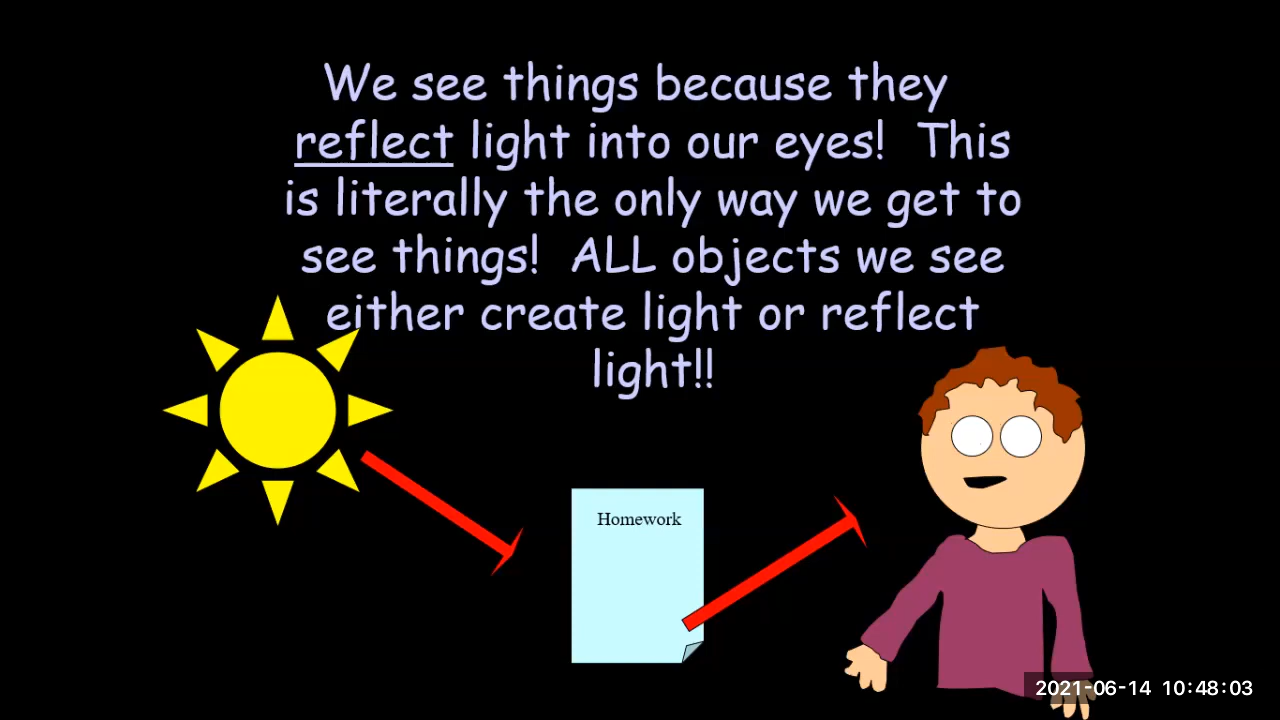 We see things because they
reflect light into our eyes!  This
is literally the only way we get to
see things!  ALL objects we see
either create light or reflect
light!!
Homework
2021-06-14 10:48:03